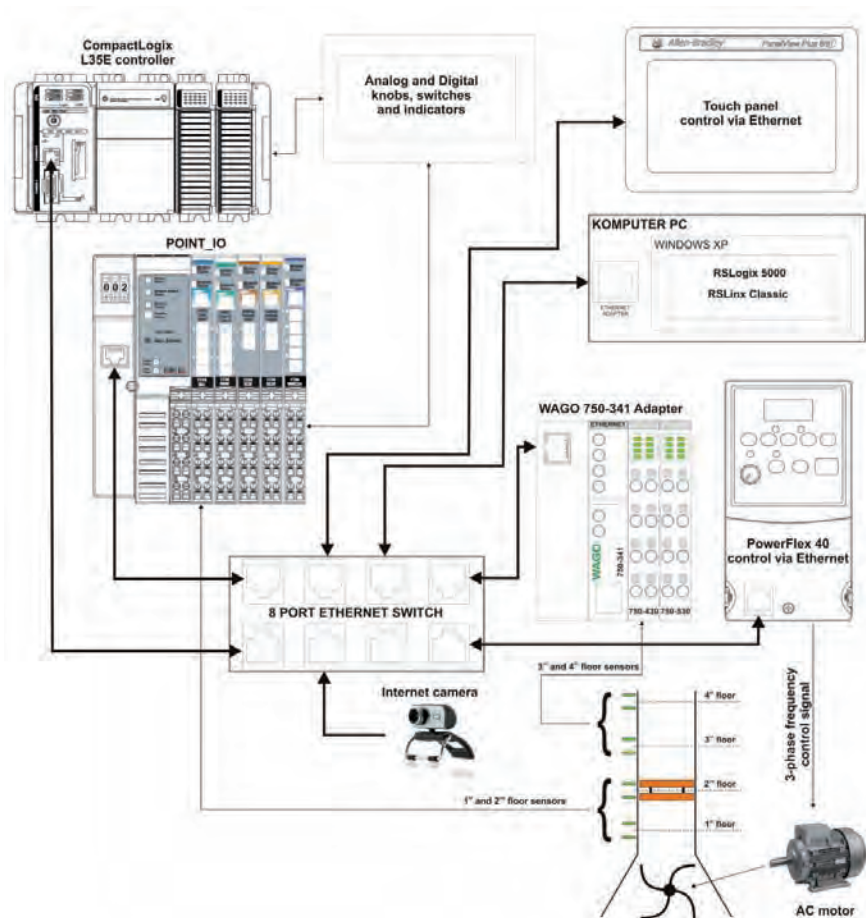 CompactLogix
L35E controller
Analog and Digital
knobs, switches
and indicators
Allen-Bradley
PanelView Plus 600
Touch panel
control via Ethernet
KOMPUTER PC
WINDOWS XP
RSLogix 5000
RSLinx Classic
ETHERNET
ADAPTER
POINT_IO
002
WAGO 750-341 Adapter
ETHERNET
WAGO
750-341
750-430 750-530
PowerFlex 40
control via Ethernet
8 PORT ETHERNET SWITCH
Internet camera
3rd and 4th floor sensors
4th floor
3rd floor
2nd floor
1st floor
1st and 2nd floor sensors
3-phase frequency
control signal
AC motor